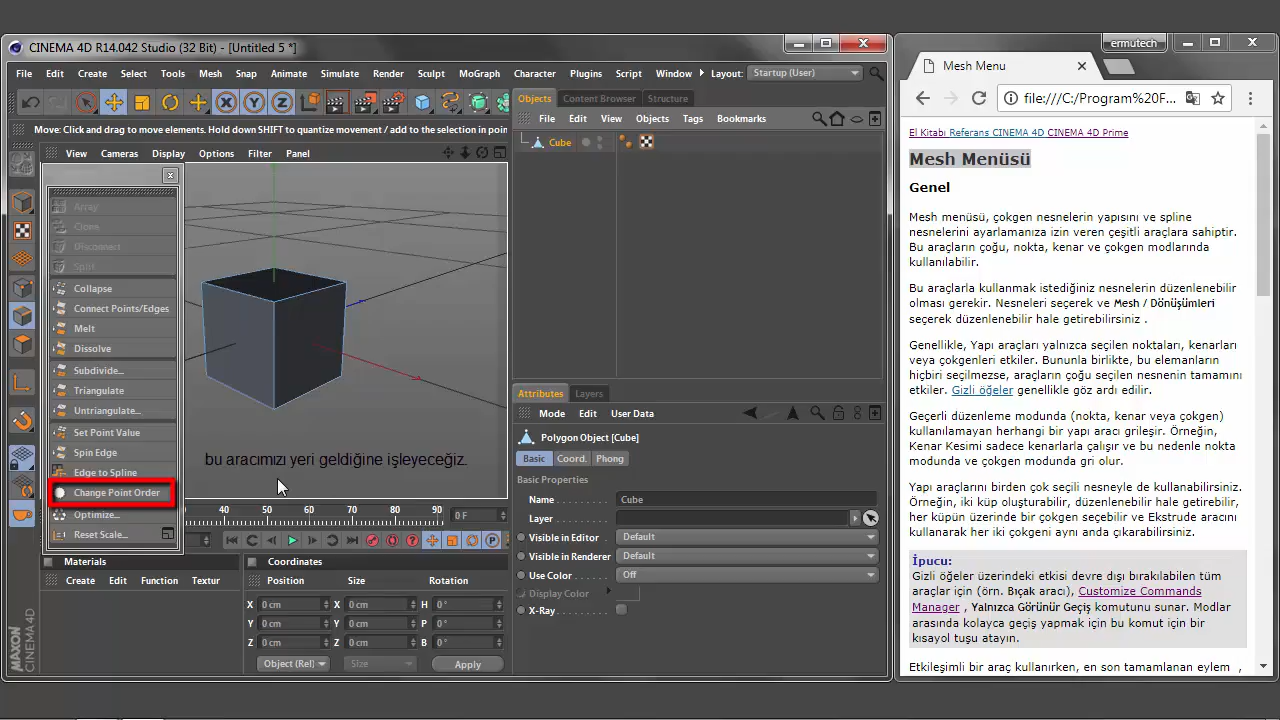 CINEMA 4D R14.042 Studio (32 Bit) - [Untitled 5 *]
File Edit Create Select Tools Mesh Snap Animate Simulate Render Sculpt MoGraph Character Plugins Script Window Layout: Startup (User)
X Y Z
Move: Click and drag to move elements. Hold down SHIFT to quantize movement / add to the selection in poin
View Cameras Display Options Filter Panel
Array
Clone
Disconnect
Split
Collapse
Connect Points/Edges
Melt
Dissolve
Subdivide...
Triangulate
Untriangulate...
Set Point Value
Spin Edge
Edge to Spline
Change Point Order
Optimize...
Reset Scale...
bu aracımızı yeri geldiğine işleyeceğiz.
40 50 60 70 80 90
0 F
Materials
Create Edit Function Textur
Coordinates
Position Size Rotation
X 0 cm X 0 cm H 0 °
Y 0 cm Y 0 cm P 0 °
Z 0 cm Z 0 cm B 0 °
Object (Rel) Size Apply
MAXON
CINEMA 4D
Objects Content Browser Structure
File Edit View Objects Tags Bookmarks
Cube
Attributes Layers
Mode Edit User Data
Polygon Object [Cube]
Basic Coord. Phong
Basic Properties
Name Cube
Layer
Visible in Editor Default
Visible in Renderer Default
Use Color Off
Display Color
X-Ray
ermutech
Mesh Menu
file:///C:/Program%20F...
El Kitabı Referans CINEMA 4D CINEMA 4D Prime
Mesh Menüsü
Genel
Mesh menüsü, çokgen nesnelerin yapısını ve spline
nesnelerini ayarlamanıza izin veren çeşitli araçlara sahiptir.
Bu araçların çoğu, nokta, kenar ve çokgen modlarında
kullanılabilir.
Bu araçlarla kullanmak istediğiniz nesnelerin düzenlenebilir
olması gerekir. Nesneleri seçerek ve Mesh / Dönüşümleri
seçerek düzenlenebilir hale getirebilirsiniz .
Genellikle, Yapı araçları yalnızca seçilen noktaları, kenarları
veya çokgenleri etkiler. Bununla birlikte, bu elemanların
hiçbiri seçilmezse, araçların çoğu seçilen nesnenin tamamını
etkiler. Gizli öğeler genellikle göz ardı edilir.
Geçerli düzenleme modunda (nokta, kenar veya çokgen)
kullanılamayan herhangi bir yapı aracı grileşir. Örneğin,
Kenar Kesimi sadece kenarlarla çalışır ve bu nedenle nokta
modunda ve çokgen modunda gri olur.
Yapı araçlarını birden çok seçili nesneyle de kullanabilirsiniz.
Örneğin, iki küp oluşturabilir, düzenlenebilir hale getirebilir,
her küpün üzerinde bir çokgen seçebilir ve Ekstrude aracını
kullanarak her iki çokgeni aynı anda çıkarabilirsiniz.
İpucu:
Gizli öğeler üzerindeki etkisi devre dışı bırakılabilen tüm
araçlar için (örn. Bıçak aracı), Customize Commands
Manager , Yalnızca Görünür Geçiş komutunu sunar. Modlar
arasında kolayca geçiş yapmak için bu komut için bir
kısayol tuşu atayın.
Etkileşimli bir araç kullanırken, en son tamamlanan eylem ,